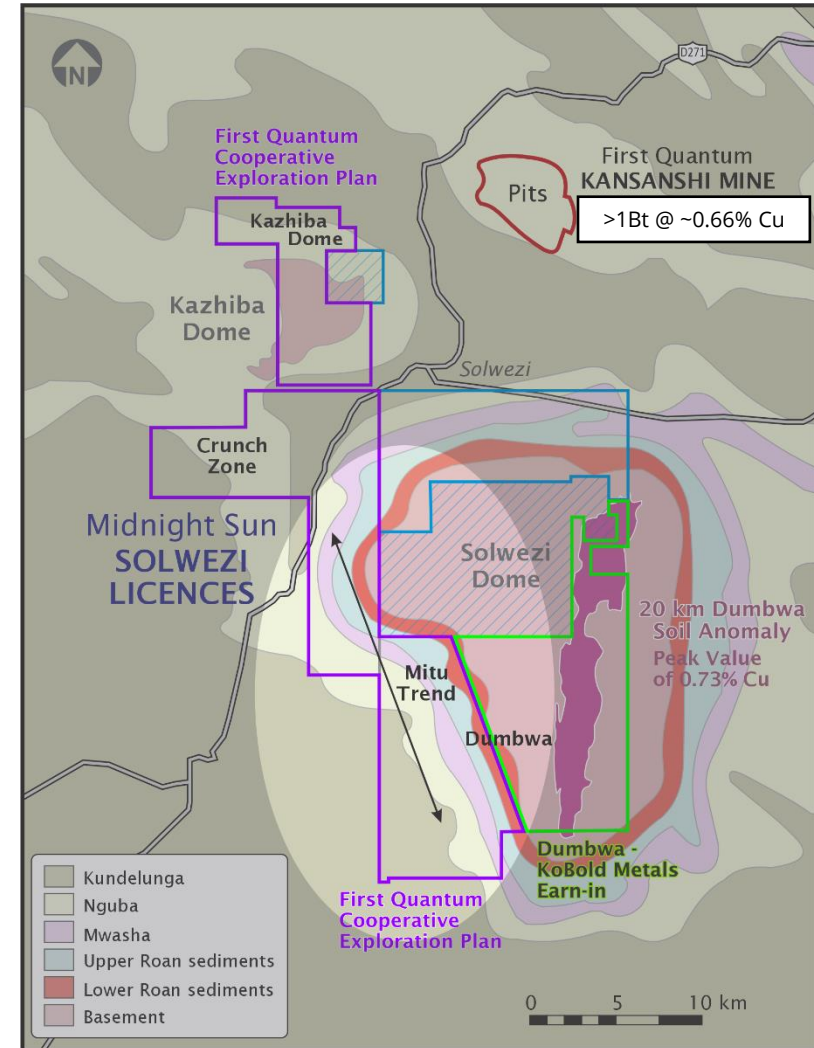 N
D271
First Quantum
Cooperative
Exploration Plan
Kazhiba
Dome
Pits
First Quantum
KANSANSHI MINE
>1Bt @ ~0.66% Cu
Kazhiba
Dome
Solwezi
Crunch
Zone
Midnight Sun
SOLWEZI
LICENCES
Solwezi
Dome
20 km Dumbwa
Soil Anomaly
Peak Value
of 0.73% Cu
Mitu
Trend
Dumbwa
Dumbwa -
KoBold Metals
Earn-in
First Quantum
Cooperative
Exploration Plan
Kundelunga
Nguba
Mwasha
Upper Roan sediments
Lower Roan sediments
Basement
0 5 10 km